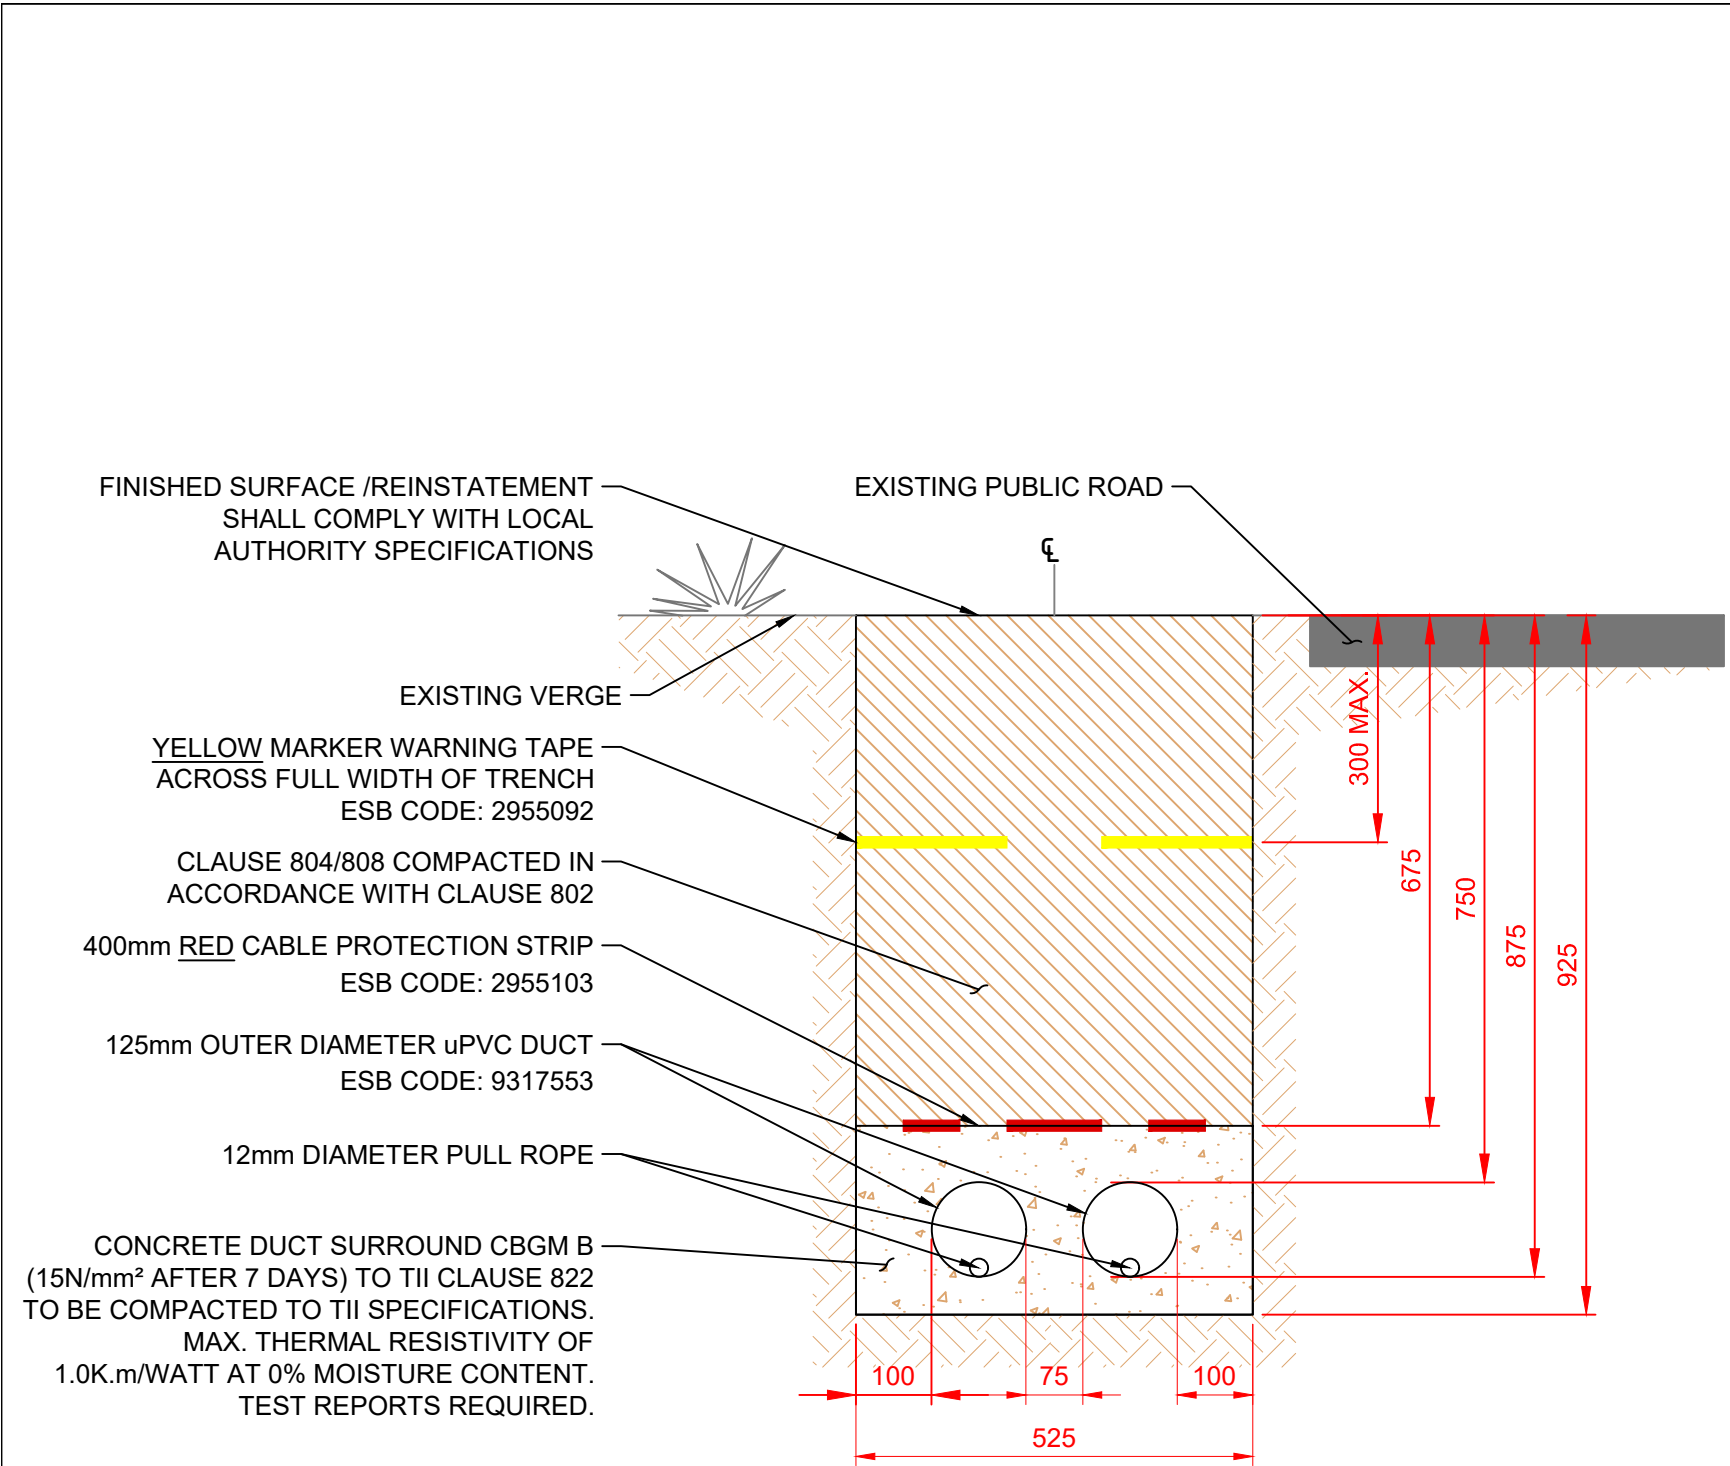 FINISHED SURFACE /REINSTATEMENT
SHALL COMPLY WITH LOCAL
AUTHORITY SPECIFICATIONS
EXISTING PUBLIC ROAD
℄
EXISTING VERGE
YELLOW MARKER WARNING TAPE
ACROSS FULL WIDTH OF TRENCH
ESB CODE: 2955092
CLAUSE 804/808 COMPACTED IN
ACCORDANCE WITH CLAUSE 802
400mm RED CABLE PROTECTION STRIP
ESB CODE: 2955103
125mm OUTER DIAMETER uPVC DUCT
ESB CODE: 9317553
12mm DIAMETER PULL ROPE
CONCRETE DUCT SURROUND CBGM B
(15N/mm² AFTER 7 DAYS) TO TII CLAUSE 822
TO BE COMPACTED TO TII SPECIFICATIONS.
MAX. THERMAL RESISTIVITY OF
1.0K.m/WATT AT 0% MOISTURE CONTENT.
TEST REPORTS REQUIRED.
300 MAX.
675
750
875
925
100
75
100
525